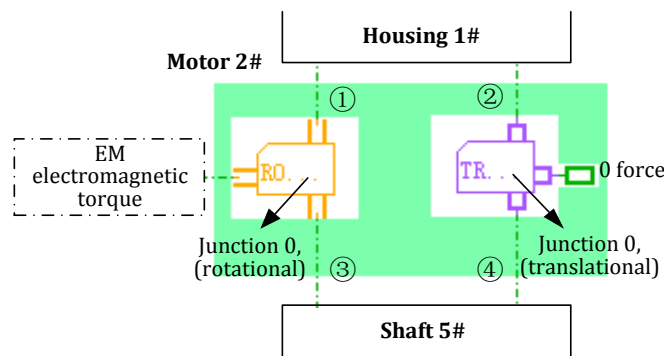 Housing 1#
Motor 2#
① ②
EM
electromagnetic
torque
RO...
TR...
0 force
Junction 0,
(rotational)
Junction 0,
(translational)
③ ④
Shaft 5#